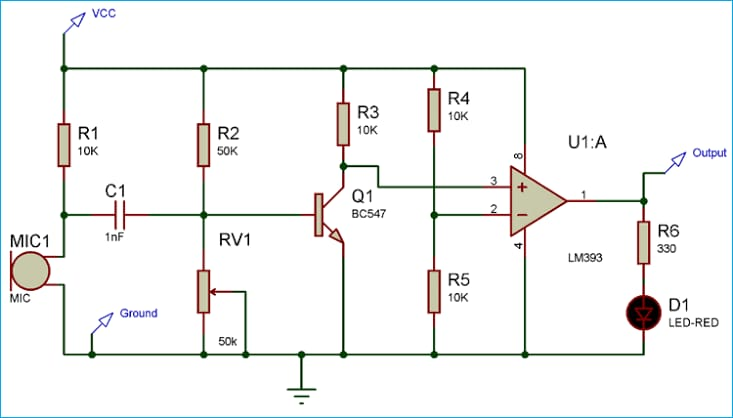 VCC
R1
10K
R2
50K
R3
10K
R4
10K
C1
1nF
MIC1
MIC
Ground
RV1
50k
Q1
BC547
R5
10K
U1:A
8
3
2
1
4
LM393
Output
R6
330
D1
LED-RED